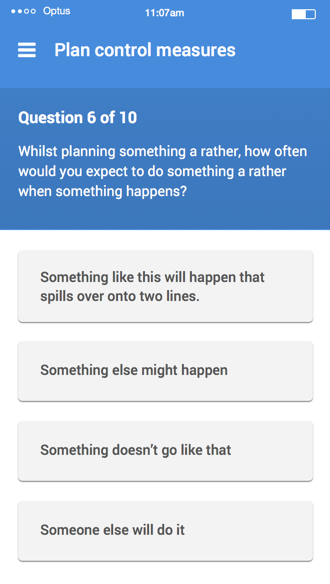 Optus 11:07am
Plan control measures
Question 6 of 10
Whilst planning something a rather, how often
would you expect to do something a rather
when something happens?
Something like this will happen that
spills over onto two lines.
Something else might happen
Something doesn't go like that
Someone else will do it